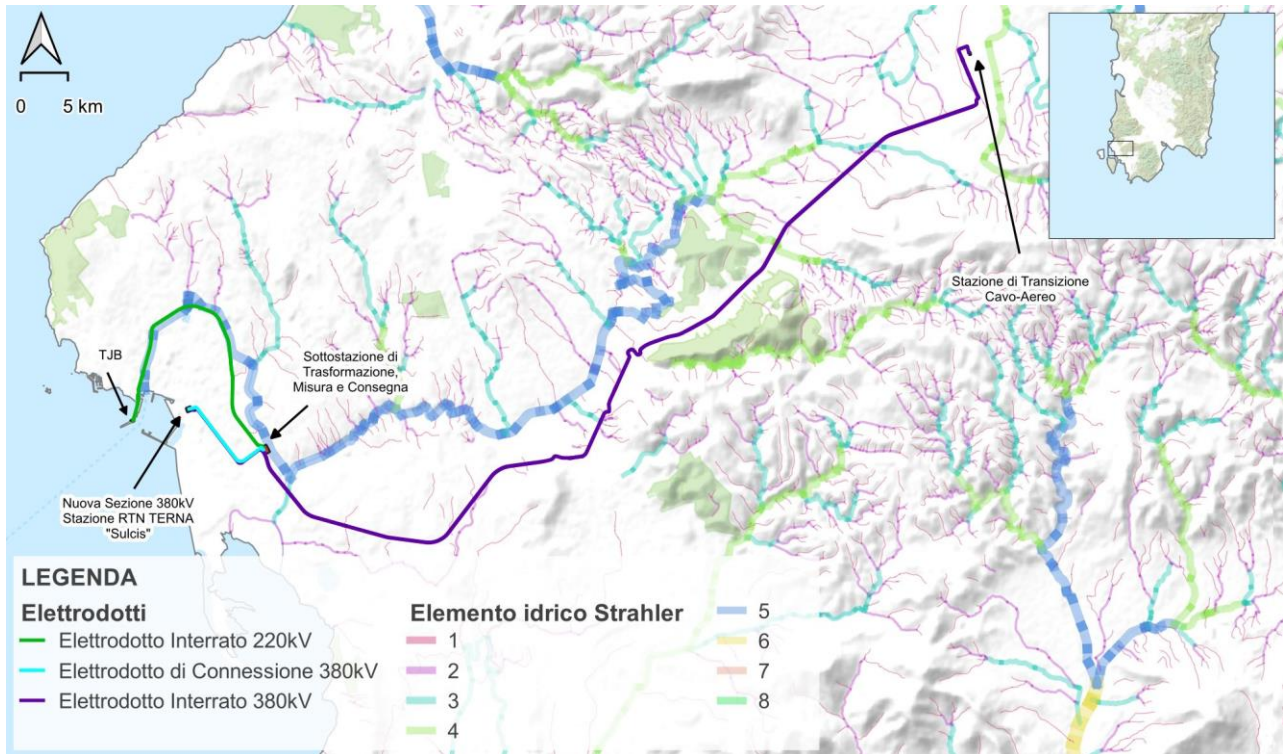 0 5 km
Stazione di Transizione
Cavo-Aereo
TJB
Sottostazione di
Trasformazione,
Misura e Consegna
Nuova Sezione 380kV
Stazione RTN TERNA
"Sulcis"
LEGENDA
Elettrodotti
Elettrodotto Interrato 220kV
Elettrodotto di Connessione 380kV
Elettrodotto Interrato 380kV
Elemento idrico Strahler
1
2
3
4
5
6
7
8